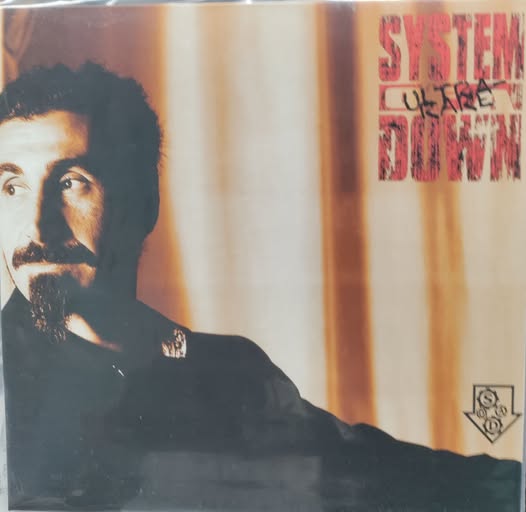 SYSTEM
ULTRA
RARE
DOWN
S
O A
D